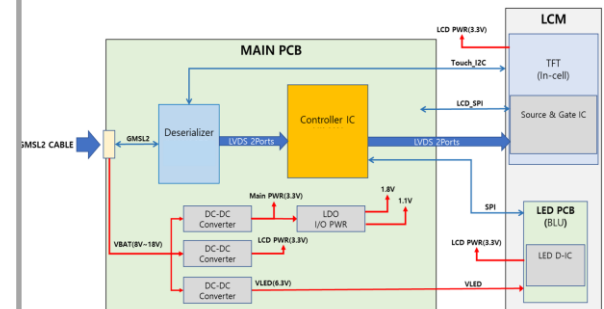 LCM
LCD PWR(3.3V)
MAIN PCB
TFT
(In-cell)
Touch_I2C
LCD_SPI
Source & Gate IC
Controller IC
Deserializer
GMSL2 CABLE
GMSL2
LVDS 2Ports
LVDS 2Ports
Main PWR(3.3V)
1.8V
1.1V
SPI
LED PCB
(BLU)
DC-DC
Converter
LDO
I/O PWR
LCD PWR(3.3V)
VBAT(8V~18V)
DC-DC
Converter
LCD PWR(3.3V)
LED D-IC
DC-DC
Converter
VLED(6.3V)
VLED